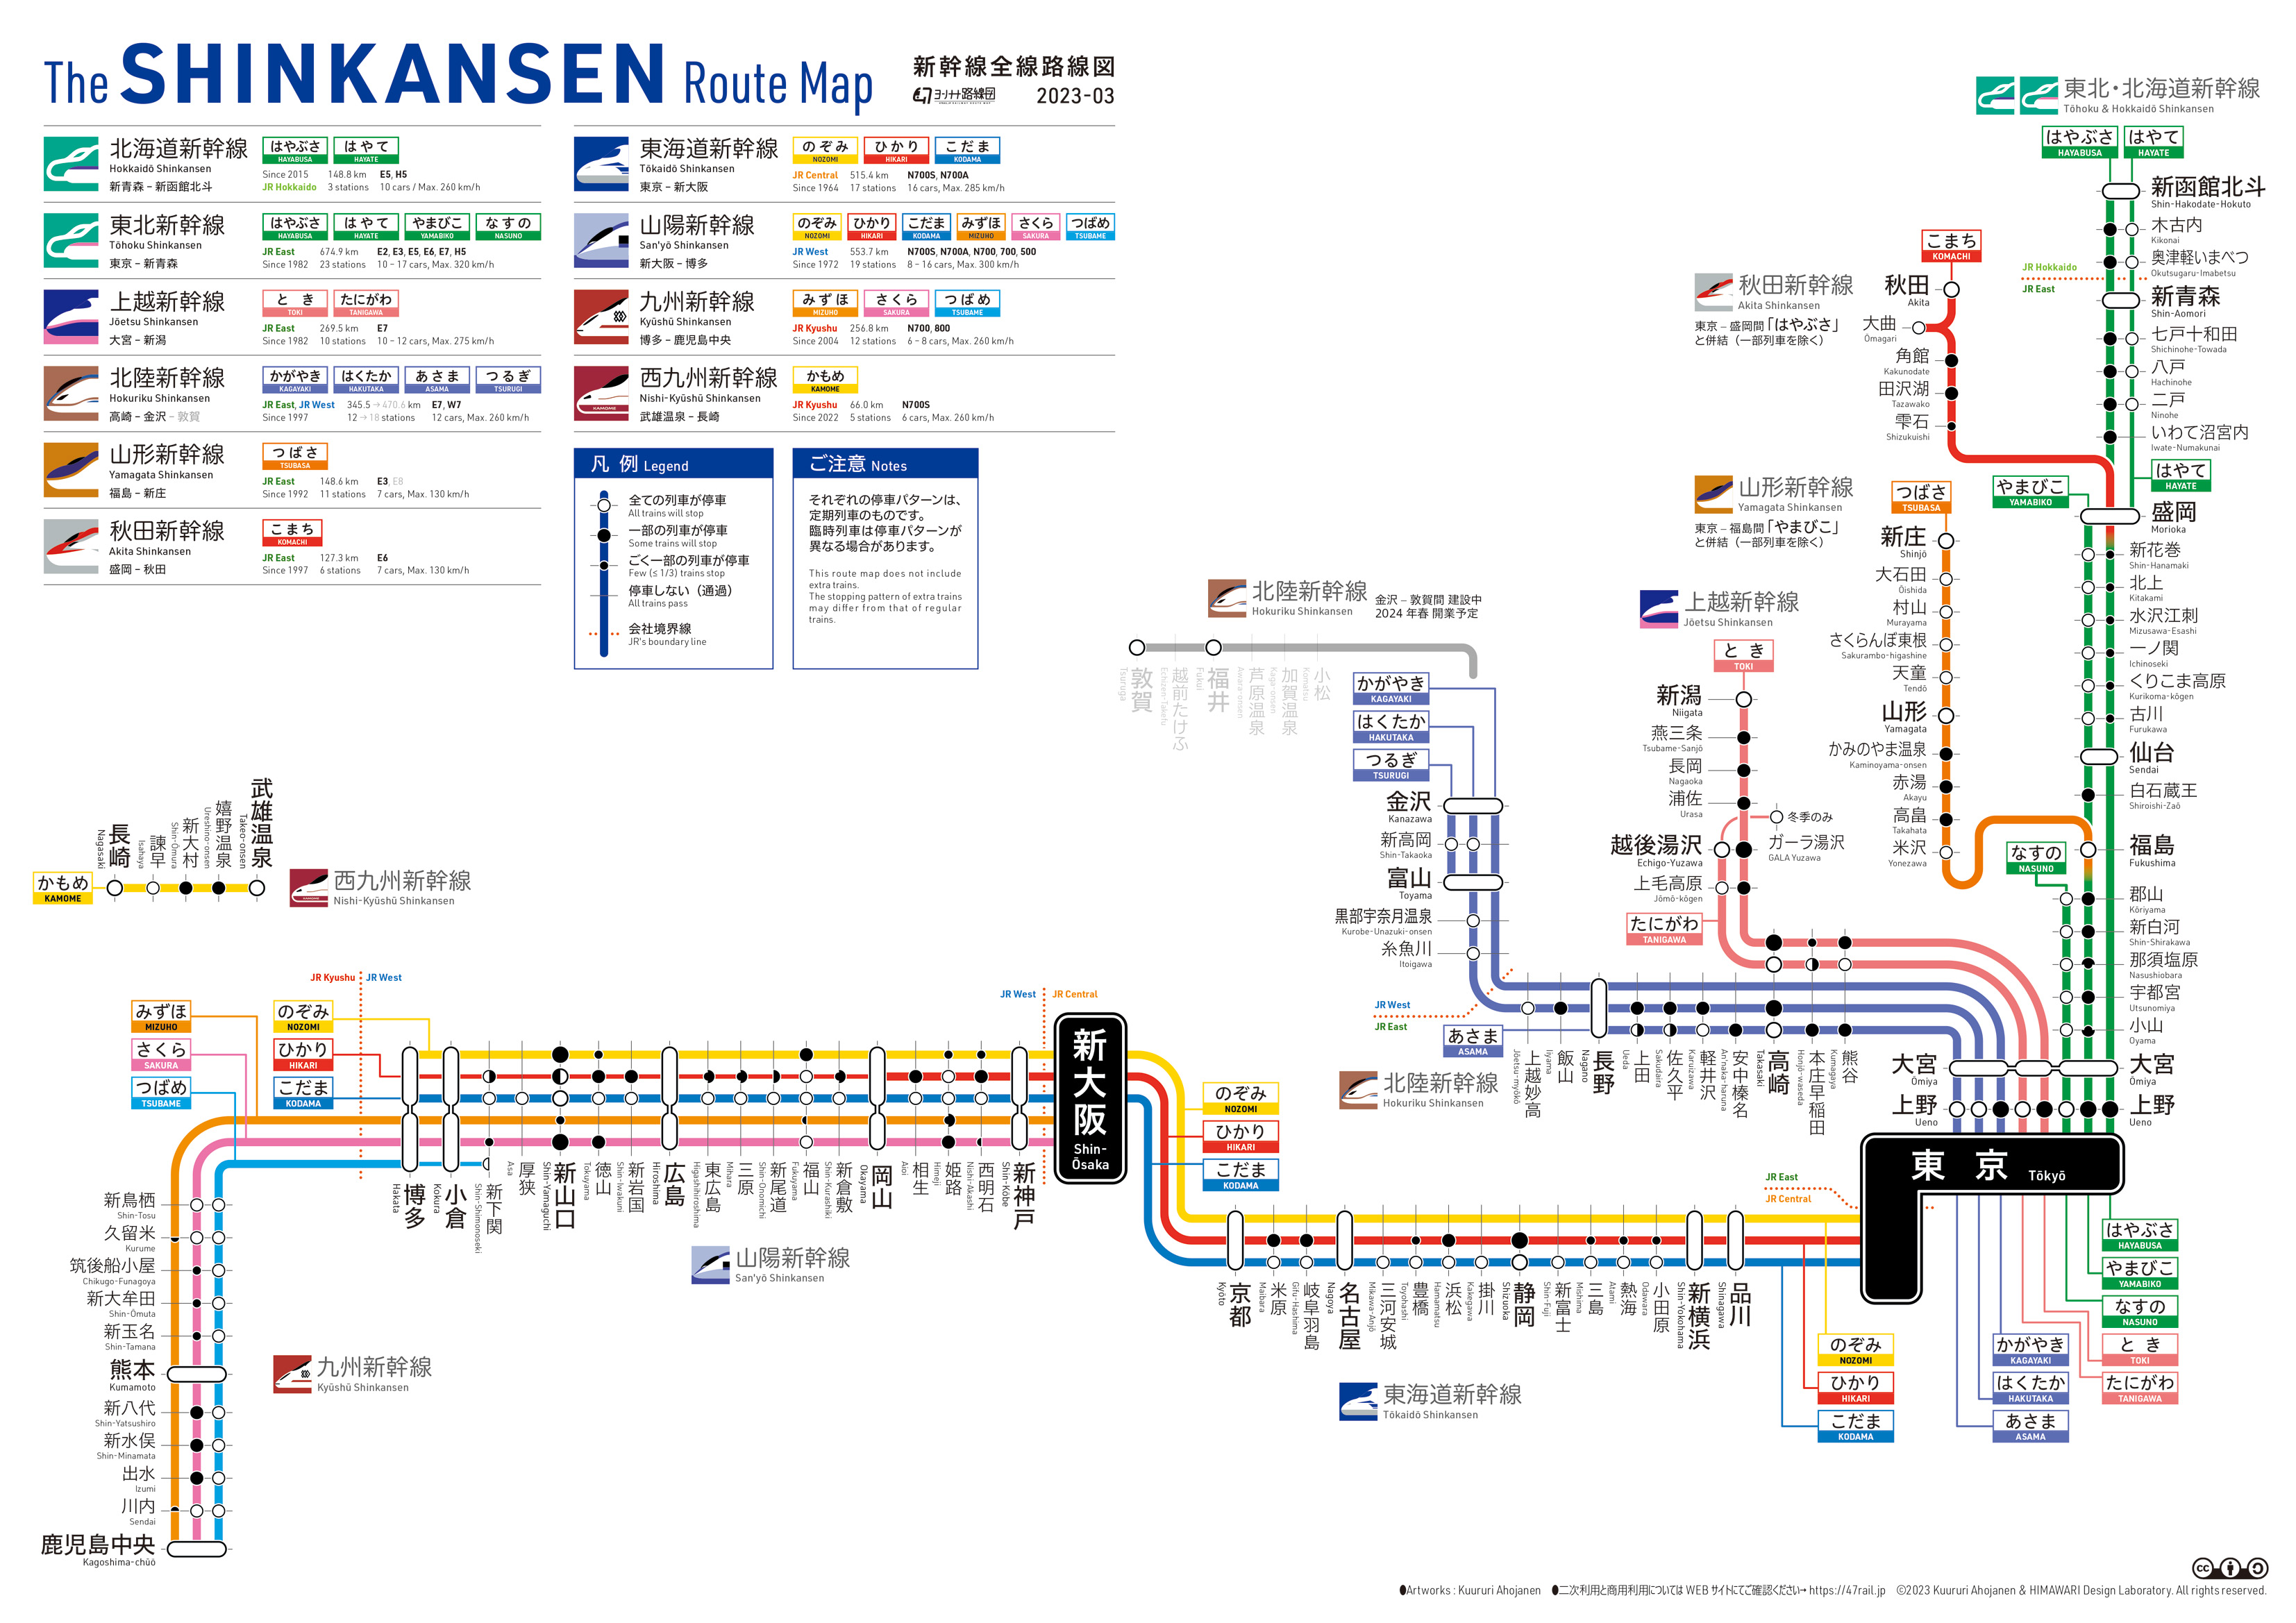 The SHINKANSEN Route Map
新幹線全線路線図
ヨーソナ路線図 2023-03
北海道新幹線
Hokkaidō Shinkansen
新青森 – 新函館北斗
はやぶさ はやて
HAYABUSA HAYATE
Since 2015 148.8 km E5, H5
JR Hokkaido 3 stations 10 cars / Max. 260 km/h
東北新幹線
Tōhoku Shinkansen
東京 – 新青森
はやぶさ はやて やまびこ なすの
HAYABUSA HAYATE YAMABIKO NASUNO
JR East 674.9 km E2, E3, E5, E6, E7, H5
Since 1982 23 stations 10 – 17 cars, Max. 320 km/h
上越新幹線
Jōetsu Shinkansen
大宮 – 新潟
とき たにがわ
TOKI TANIGAWA
JR East 269.5 km E7
Since 1982 10 stations 10 – 12 cars, Max. 275 km/h
北陸新幹線
Hokuriku Shinkansen
高崎 – 金沢 – 敦賀
かがやき はくたか あさま つるぎ
KAGAYAKI HAKUTAKA ASAMA TSURUGI
JR East, JR West 345.5 → 470.6 km E7, W7
Since 1997 12 → 18 stations 12 cars, Max. 260 km/h
山形新幹線
Yamagata Shinkansen
福島 – 新庄
つばさ
TSUBASA
JR East 148.6 km E3, E8
Since 1992 11 stations 7 cars, Max. 130 km/h
秋田新幹線
Akita Shinkansen
盛岡 – 秋田
こまち
KOMACHI
JR East 127.3 km E6
Since 1997 6 stations 7 cars, Max. 130 km/h
東海道新幹線
Tōkaidō Shinkansen
東京 – 新大阪
のぞみ ひかり こだま
NOZOMI HIKARI KODAMA
JR Central 515.4 km N700S, N700A
Since 1964 17 stations 16 cars, Max. 285 km/h
山陽新幹線
San'yō Shinkansen
新大阪 – 博多
のぞみ ひかり こだま みずほ さくら つばめ
NOZOMI HIKARI KODAMA MIZUHO SAKURA TSUBAME
JR West 553.7 km N700S, N700A, N700, 700, 500
Since 1972 19 stations 8 – 16 cars, Max. 300 km/h
九州新幹線
Kyūshū Shinkansen
博多 – 鹿児島中央
みずほ さくら つばめ
MIZUHO SAKURA TSUBAME
JR Kyushu 256.8 km N700, 800
Since 2004 12 stations 6 – 8 cars, Max. 260 km/h
西九州新幹線
Nishi-Kyūshū Shinkansen
武雄温泉 – 長崎
KAMOME
かもめ
KAMOME
JR Kyushu 66.0 km N700S
Since 2022 5 stations 6 cars, Max. 260 km/h
凡 例 Legend
全ての列車が停車
All trains will stop
一部の列車が停車
Some trains will stop
ごく一部の列車が停車
Few (≤ 1/3) trains stop
停車しない（通過）
All trains pass
会社境界線
JR's boundary line
ご注意 Notes
それぞれの停車パターンは、
定期列車のものです。
臨時列車は停車パターンが
異なる場合があります。
This route map does not include
extra trains.
The stopping pattern of extra trains
may differ from that of regular
trains.
東北・北海道新幹線
Tōhoku & Hokkaidō Shinkansen
はやぶさ はやて
HAYABUSA HAYATE
新函館北斗
Shin-Hakodate-Hokuto
木古内
Kikonai
奥津軽いまべつ
Okutsugaru-Imabetsu
JR Hokkaido
JR East
新青森
Shin-Aomori
七戸十和田
Shichinohe-Towada
八戸
Hachinohe
二戸
Ninohe
いわて沼宮内
Iwate-Numakunai
はやて
HAYATE
やまびこ
YAMABIKO
盛岡
Morioka
新花巻
Shin-Hanamaki
北上
Kitakami
水沢江刺
Mizusawa-Esashi
一ノ関
Ichinoseki
くりこま高原
Kurikoma-kōgen
古川
Furukawa
仙台
Sendai
白石蔵王
Shiroishi-Zaō
福島
Fukushima
なすの
NASUNO
郡山
Kōriyama
新白河
Shin-Shirakawa
那須塩原
Nasushiobara
宇都宮
Utsunomiya
小山
Oyama
大宮
Ōmiya
上野
Ueno
秋田新幹線
Akita Shinkansen
東京 – 盛岡間「はやぶさ」
と併結（一部列車を除く）
こまち
KOMACHI
秋田
Akita
大曲
Ōmagari
角館
Kakunodate
田沢湖
Tazawako
雫石
Shizukuishi
山形新幹線
Yamagata Shinkansen
東京 – 福島間「やまびこ」
と併結（一部列車を除く）
つばさ
TSUBASA
新庄
Shinjō
大石田
Ōishida
村山
Murayama
さくらんぼ東根
Sakurambo-higashine
天童
Tendō
山形
Yamagata
かみのやま温泉
Kaminoyama-onsen
赤湯
Akayu
高畠
Takahata
米沢
Yonezawa
上越新幹線
Jōetsu Shinkansen
とき
TOKI
新潟
Niigata
燕三条
Tsubame-Sanjō
長岡
Nagaoka
浦佐
Urasa
冬季のみ
ガーラ湯沢
GALA Yuzawa
越後湯沢
Echigo-Yuzawa
上毛高原
Jōmō-kōgen
たにがわ
TANIGAWA
北陸新幹線
Hokuriku Shinkansen
金沢 – 敦賀間 建設中
2024 年春 開業予定
敦賀
Tsuruga
越前たけふ
Echizen-Takefu
福井
Fukui
芦原温泉
Awara-onsen
加賀温泉
Kaga-onsen
小松
Komatsu
かがやき
KAGAYAKI
はくたか
HAKUTAKA
つるぎ
TSURUGI
金沢
Kanazawa
新高岡
Shin-Takaoka
富山
Toyama
黒部宇奈月温泉
Kurobe-Unazuki-onsen
糸魚川
Itoigawa
JR West
JR East
あさま
ASAMA
上越妙高
Jōetsu-myōkō
飯山
Iiyama
長野
Nagano
上田
Ueda
佐久平
Sakudaira
軽井沢
Karuizawa
安中榛名
An'naka-haruna
高崎
Takasaki
本庄早稲田
Honjō-waseda
熊谷
Kumagaya
大宮
Ōmiya
上野
Ueno
北陸新幹線
Hokuriku Shinkansen
武雄温泉
Takeo-onsen
嬉野温泉
Ureshino-onsen
新大村
Shin-Ōmura
諫早
Isahaya
長崎
Nagasaki
かもめ
KAMOME
KAMOME
西九州新幹線
Nishi-Kyūshū Shinkansen
JR Kyushu JR West
みずほ
MIZUHO
さくら
SAKURA
つばめ
TSUBAME
のぞみ
NOZOMI
ひかり
HIKARI
こだま
KODAMA
博多
Hakata
小倉
Kokura
新下関
Shin-Shimonoseki
厚狭
Asa
新山口
Shin-Yamaguchi
徳山
Tokuyama
新岩国
Shin-Iwakuni
広島
Hiroshima
東広島
Higashihiroshima
三原
Mihara
新尾道
Shin-Onomichi
福山
Fukuyama
新倉敷
Shin-Kurashiki
岡山
Okayama
相生
Aioi
姫路
Himeji
西明石
Nishi-Akashi
新神戸
Shin-Kōbe
JR West JR Central
新大阪
Shin-
Ōsaka
山陽新幹線
San'yō Shinkansen
新鳥栖
Shin-Tosu
久留米
Kurume
筑後船小屋
Chikugo-Funagoya
新大牟田
Shin-Ōmuta
新玉名
Shin-Tamana
熊本
Kumamoto
新八代
Shin-Yatsushiro
新水俣
Shin-Minamata
出水
Izumi
川内
Sendai
鹿児島中央
Kagoshima-chūō
九州新幹線
Kyūshū Shinkansen
のぞみ
NOZOMI
ひかり
HIKARI
こだま
KODAMA
京都
Kyōto
米原
Maibara
岐阜羽島
Gifu-Hashima
名古屋
Nagoya
三河安城
Mikawa-Anjō
豊橋
Toyohashi
浜松
Hamamatsu
掛川
Kakegawa
静岡
Shizuoka
新富士
Shin-Fuji
三島
Mishima
熱海
Atami
小田原
Odawara
新横浜
Shin-Yokohama
品川
Shinagawa
東海道新幹線
Tōkaidō Shinkansen
JR East
JR Central
東京 Tōkyō
はやぶさ
HAYABUSA
やまびこ
YAMABIKO
なすの
NASUNO
のぞみ かがやき とき
NOZOMI KAGAYAKI TOKI
ひかり はくたか たにがわ
HIKARI HAKUTAKA TANIGAWA
こだま あさま
KODAMA ASAMA
cc
●Artworks : Kuururi Ahojanen ●二次利用と商用利用については WEB サイトにてご確認ください→ https://47rail.jp ©2023 Kuururi Ahojanen & HIMAWARI Design Laboratory. All rights reserved.